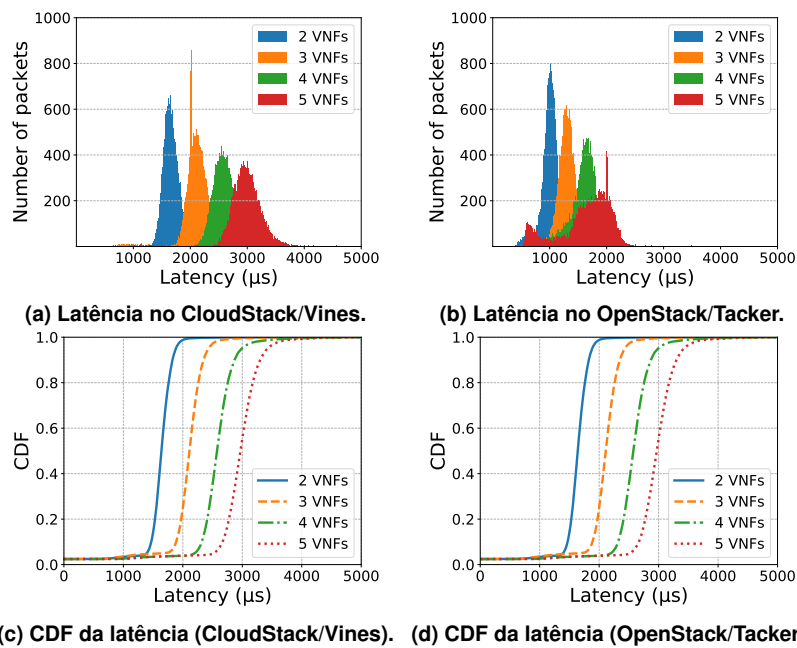 1000
800
600
400
200
Number of packets
2 VNFs
3 VNFs
4 VNFs
5 VNFs
1000 2000 3000 4000 5000
Latency (µs)
(a) Latência no CloudStack/Vines.
1000
800
600
400
200
Number of packets
2 VNFs
3 VNFs
4 VNFs
5 VNFs
1000 2000 3000 4000 5000
Latency (µs)
(b) Latência no OpenStack/Tacker.
1.0
0.8
0.6
0.4
0.2
0.0
CDF
2 VNFs
3 VNFs
4 VNFs
5 VNFs
0 1000 2000 3000 4000 5000
Latency (µs)
(c) CDF da latência (CloudStack/Vines).
1.0
0.8
0.6
0.4
0.2
0.0
CDF
2 VNFs
3 VNFs
4 VNFs
5 VNFs
0 1000 2000 3000 4000 5000
Latency (µs)
(d) CDF da latência (OpenStack/Tacker